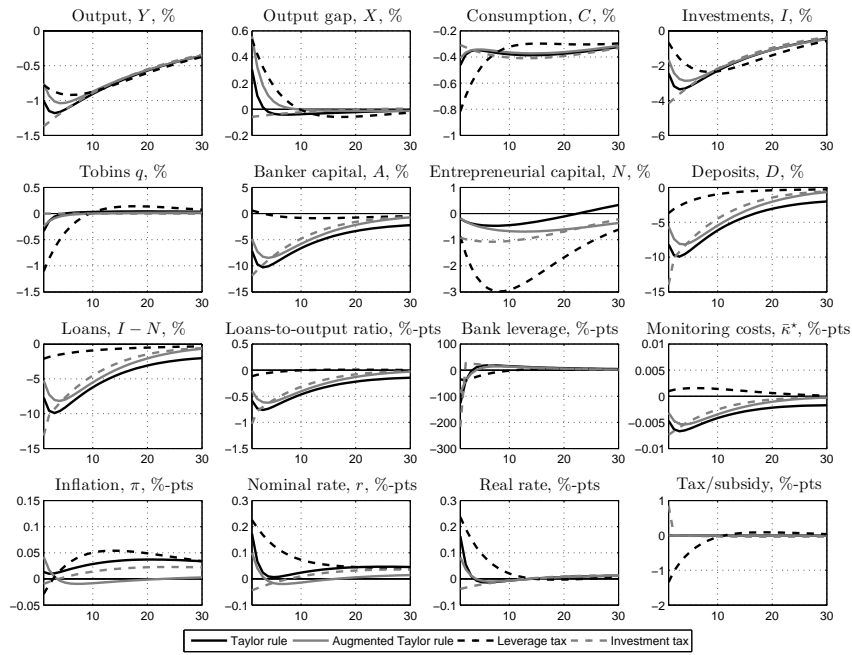 Output, Y, %
0
−0.5
−1
−1.5
10 20 30
Output gap, X, %
0.6
0.4
0.2
0
0.2
10 20 30
Consumption, C, %
−0.2
−0.4
−0.6
−0.8
−1
10 20 30
Investments, I, %
0
−2
−4
−6
10 20 30
Tobins q, %
0.5
0
−0.5
−1
−1.5
10 20 30
Banker capital, A, %
5
0
−5
−10
−15
10 20 30
Entrepreneurial capital, N, %
1
0
−1
−2
−3
10 20 30
Deposits, D, %
0
−5
−10
−15
10 20 30
Loans, I − N, %
0
−5
−10
−15
10 20 30
Loans-to-output ratio, %-pts
0.5
0
−0.5
−1
−1.5
10 20 30
Bank leverage, %-pts
100
0
−100
−200
−300
10 20 30
Monitoring costs, κ̄⋆, %-pts
0.01
0.005
0
−0.005
−0.01
10 20 30
Inflation, π, %-pts
0.15
0.1
0.05
0
−0.05
10 20 30
Nominal rate, r, %-pts
0.3
0.2
0.1
0
−0.1
10 20 30
Real rate, %-pts
0.3
0.2
0.1
0
−0.1
10 20 30
Tax/subsidy, %-pts
1
0
−1
−2
10 20 30
Taylor rule Augmented Taylor rule Leverage tax Investment tax